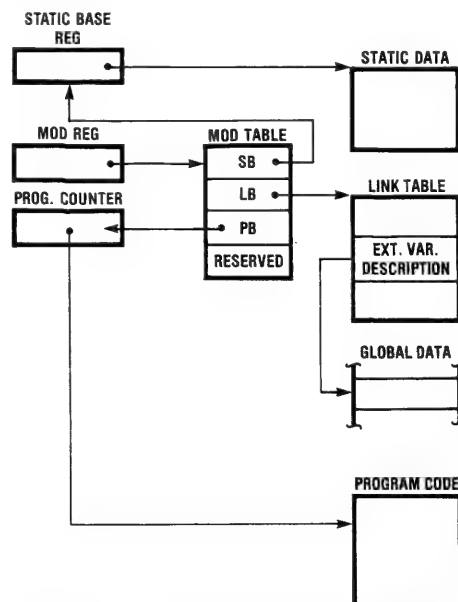 STATIC BASE
REG
STATIC DATA
MOD REG
MOD TABLE
SB
LB
PB
RESERVED
PROG. COUNTER
LINK TABLE
EXT. VAR.
DESCRIPTION
GLOBAL DATA
PROGRAM CODE